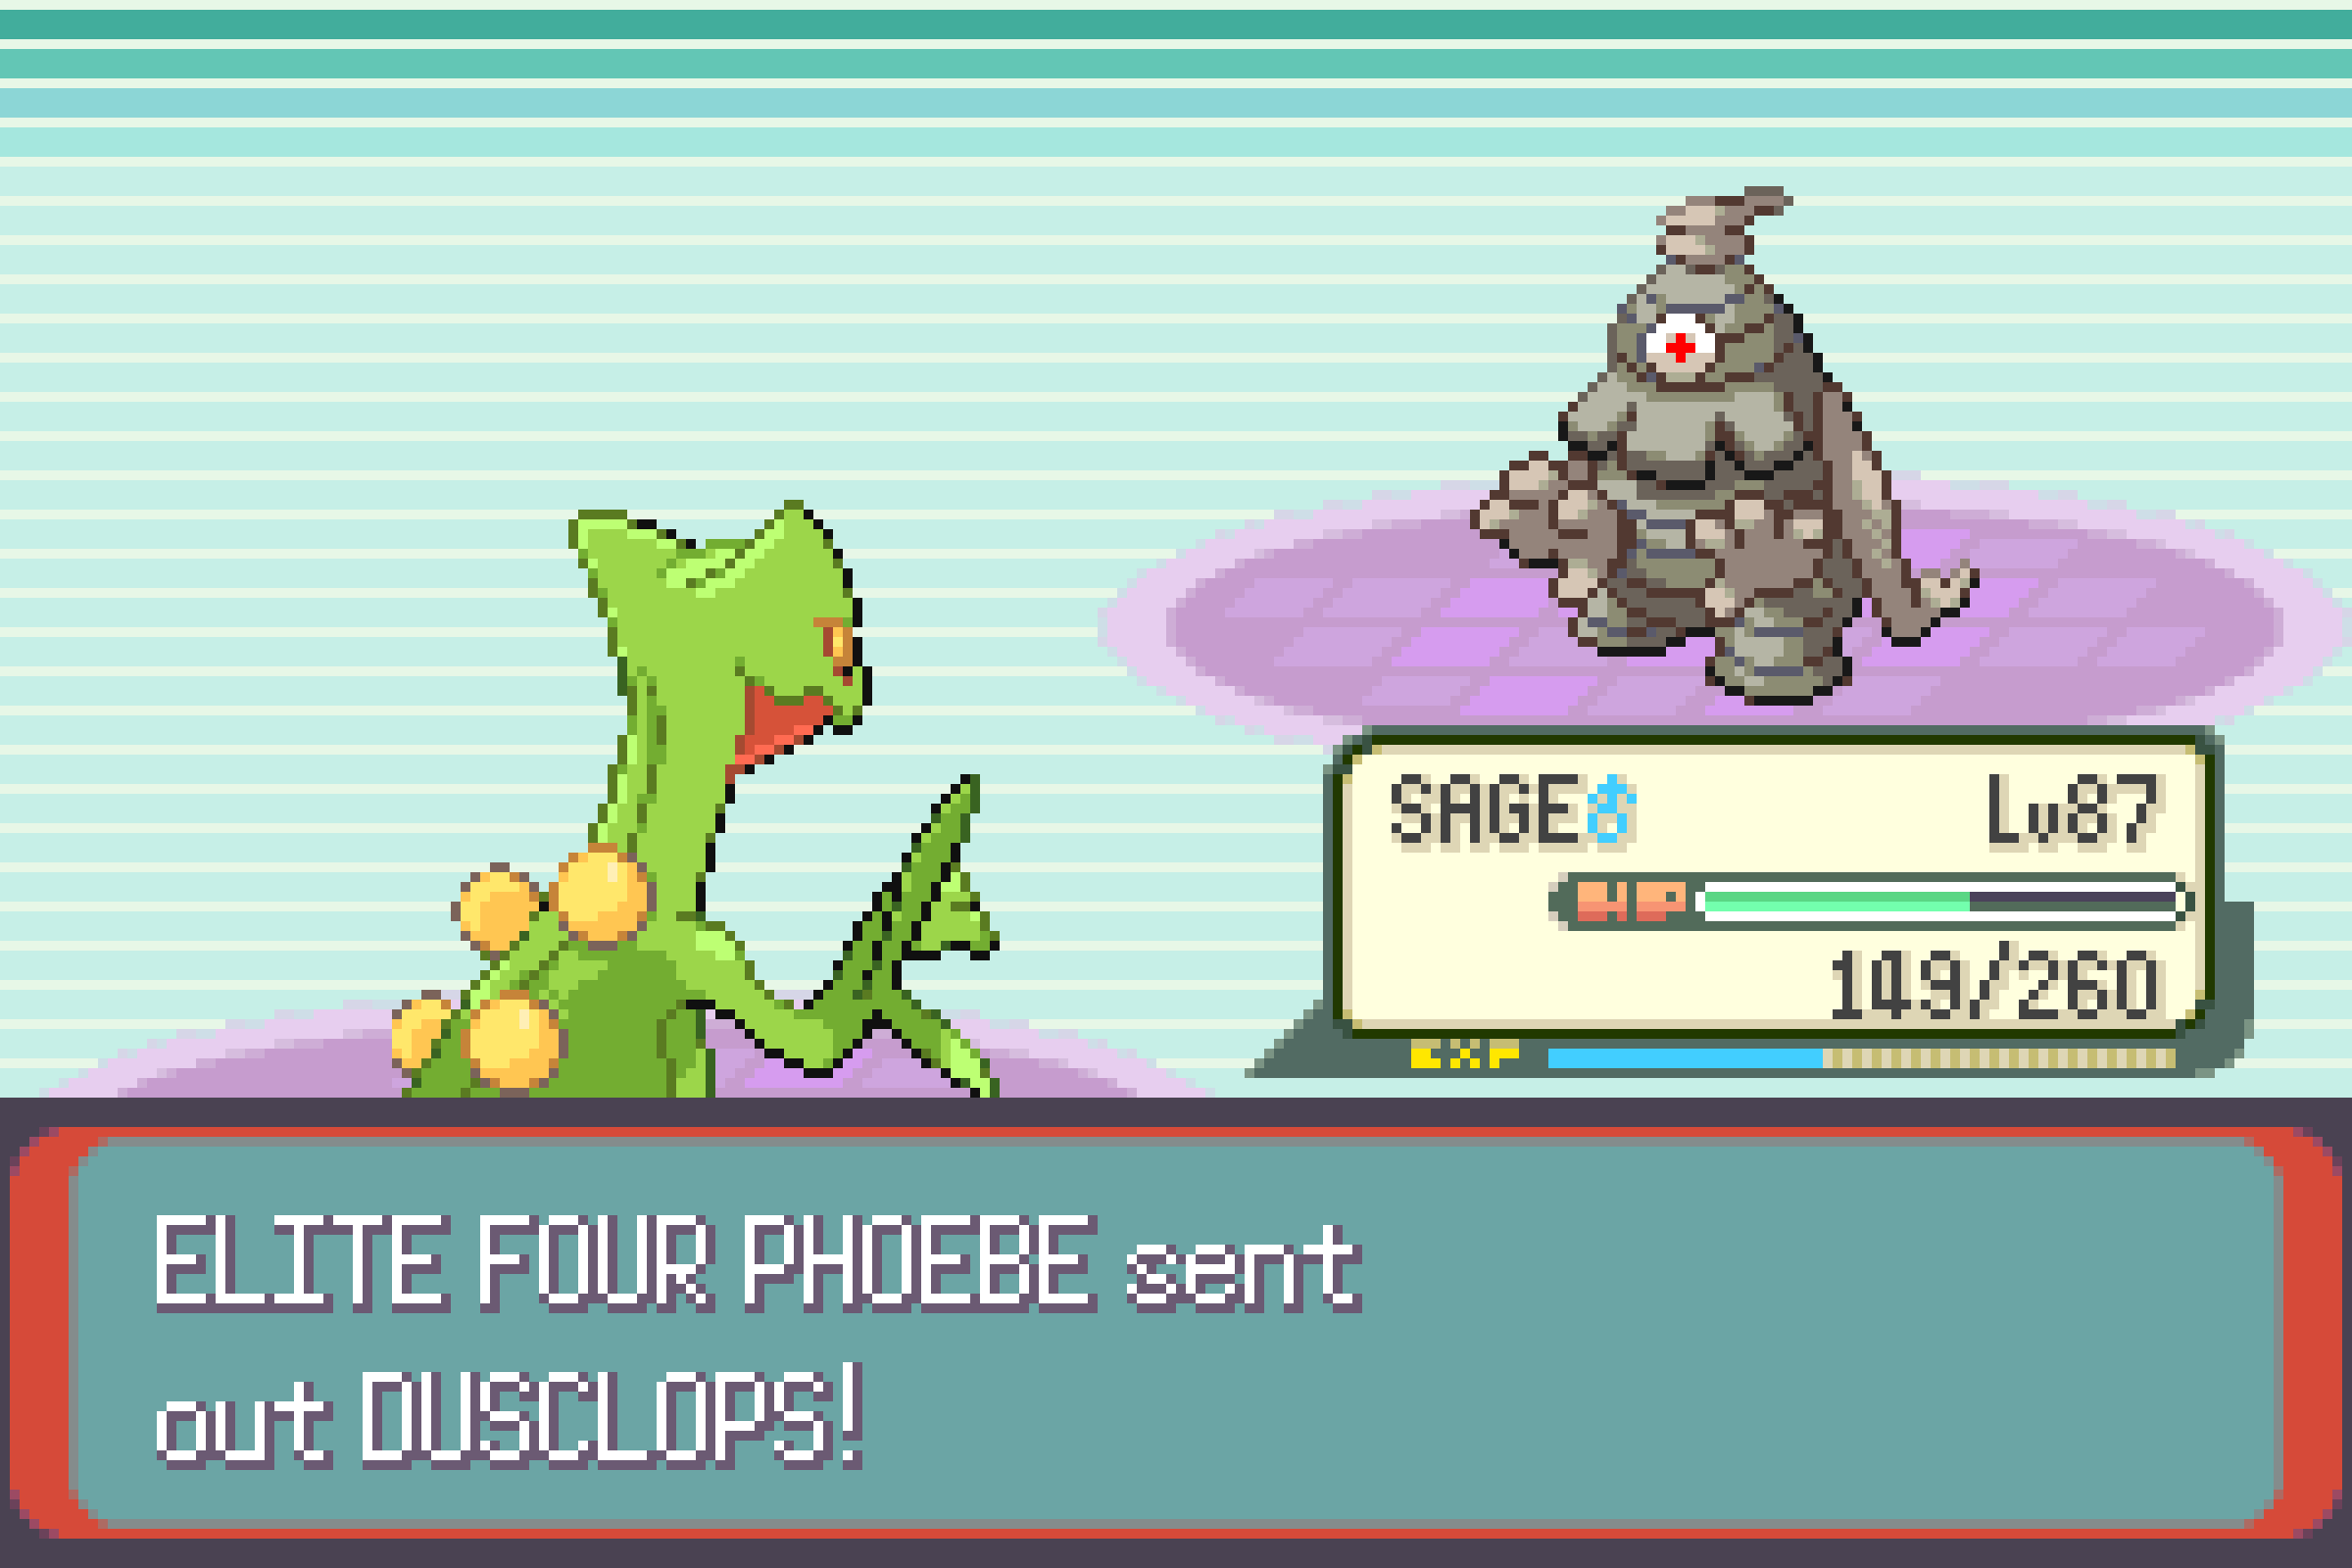 SAGE♂ Lv87
HP
149/260
EXP
ELITE FOUR PHOEBE sent
out DUSCLOPS!